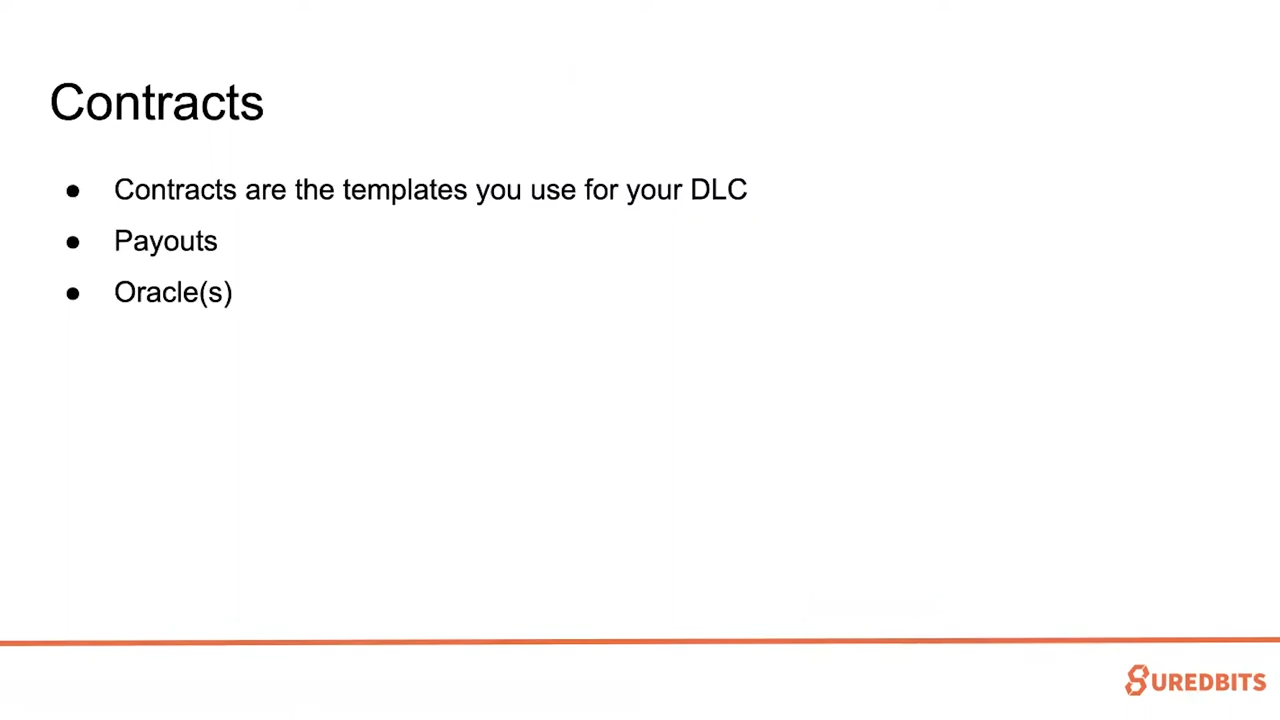 Contracts
● Contracts are the templates you use for your DLC
● Payouts
● Oracle(s)
SUREDBITS